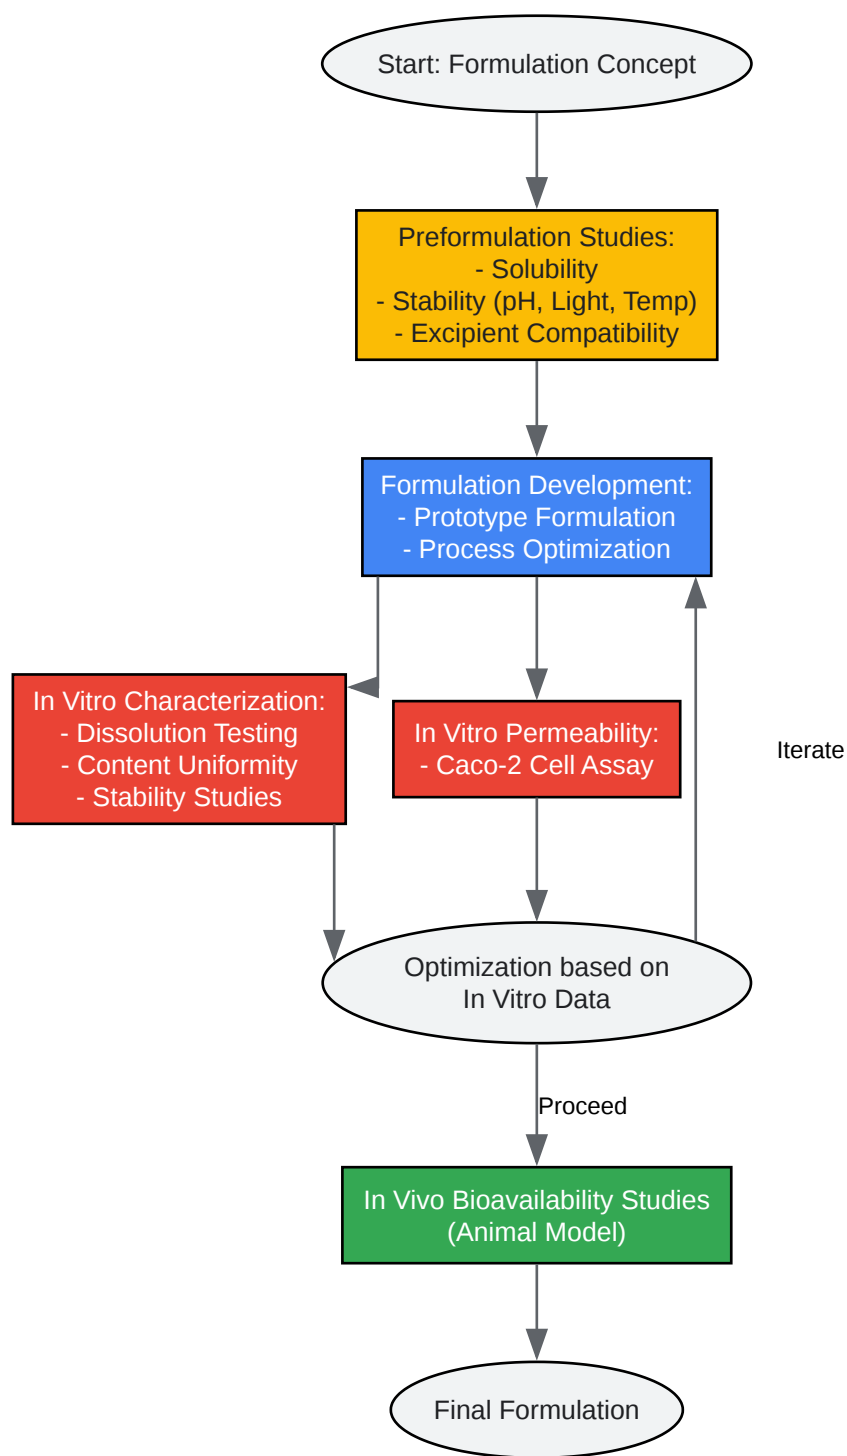 Start: Formulation Concept
Preformulation Studies:
- Solubility
- Stability (pH, Light, Temp)
- Excipient Compatibility
Formulation Development:
- Prototype Formulation
- Process Optimization
In Vitro Characterization:
- Dissolution Testing
- Content Uniformity
- Stability Studies
In Vitro Permeability:
- Caco-2 Cell Assay
Iterate
Optimization based on
In Vitro Data
Proceed
In Vivo Bioavailability Studies
(Animal Model)
Final Formulation